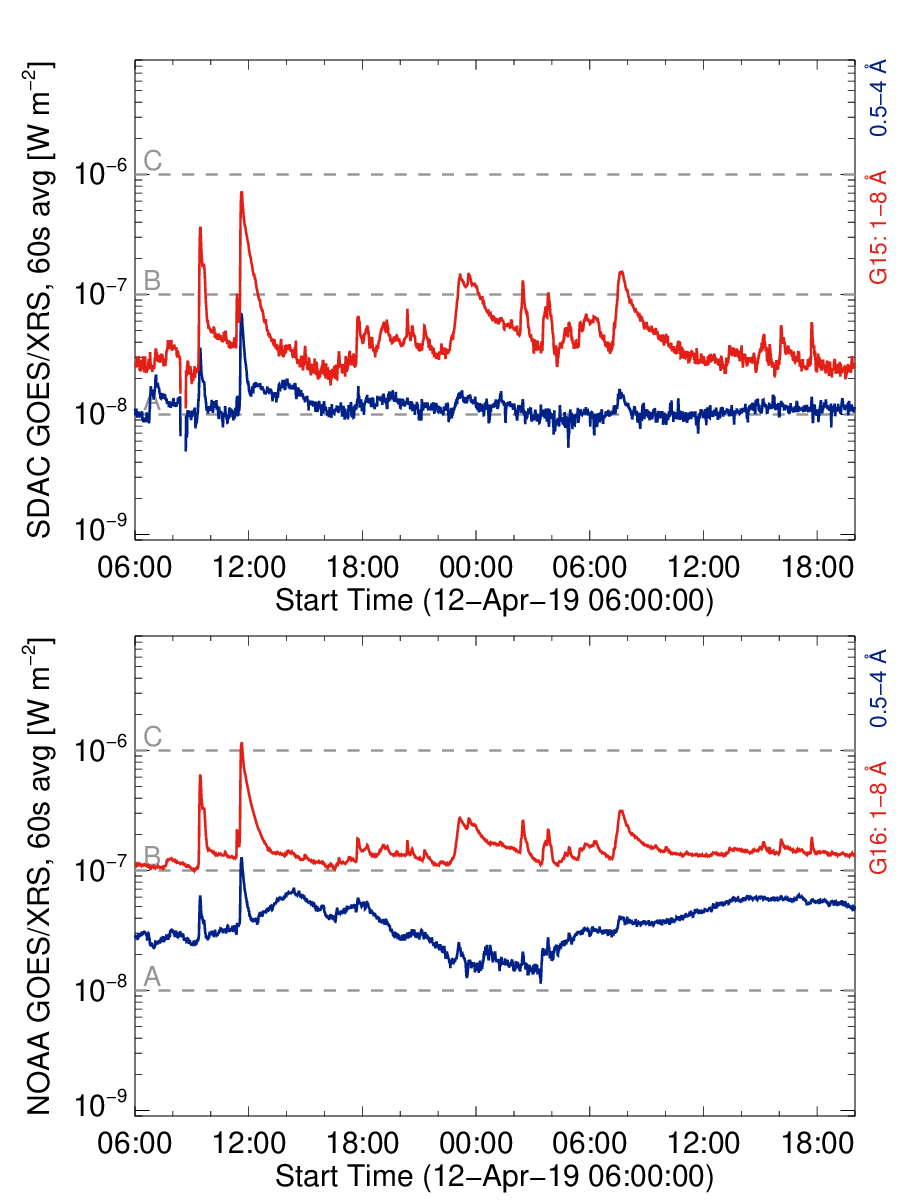 SDAC GOES/XRS, 60s avg [W m−2]
G15: 1−8 Å
0.5−4 Å
C
B
A
10−6
10−7
10−8
10−9
06:00 12:00 18:00 00:00 06:00 12:00 18:00
Start Time (12−Apr−19 06:00:00)
NOAA GOES/XRS, 60s avg [W m−2]
G16: 1−8 Å
0.5−4 Å
C
B
A
10−6
10−7
10−8
10−9
06:00 12:00 18:00 00:00 06:00 12:00 18:00
Start Time (12−Apr−19 06:00:00)